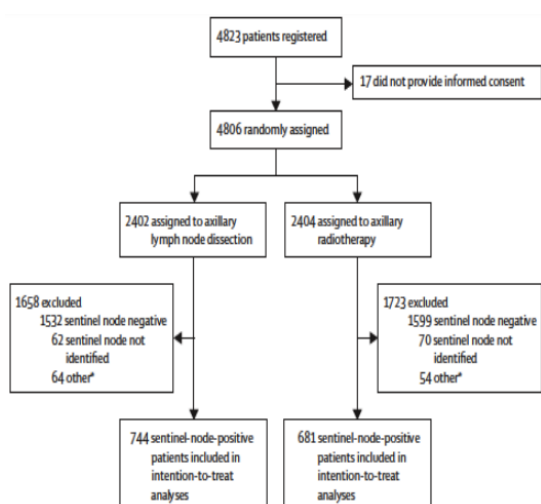 4823 patients registered
17 did not provide informed consent
4806 randomly assigned
2402 assigned to axillary
lymph node dissection
2404 assigned to axillary
radiotherapy
1658 excluded
1532 sentinel node negative
62 sentinel node not
identified
64 other*
1723 excluded
1599 sentinel node negative
70 sentinel node not
identified
54 other*
744 sentinel-node-positive
patients included in
intention-to-treat
analyses
681 sentinel-node-positive
patients included in
intention-to-treat
analyses